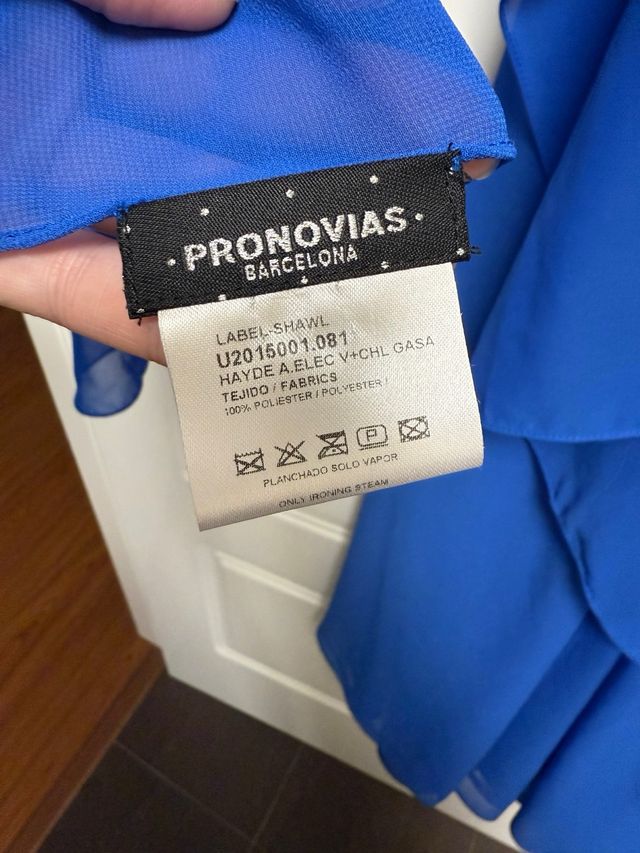 PRONOVIAS
BARCELONA
LABEL-SHAWL
U2015001.081
HAYDE A.ELEC V+CHL GASA
TEJIDO / FABRICS
100% POLIESTER / POLYESTER /
P
PLANCHADO SOLO VAPOR
ONLY IRONING STEAM